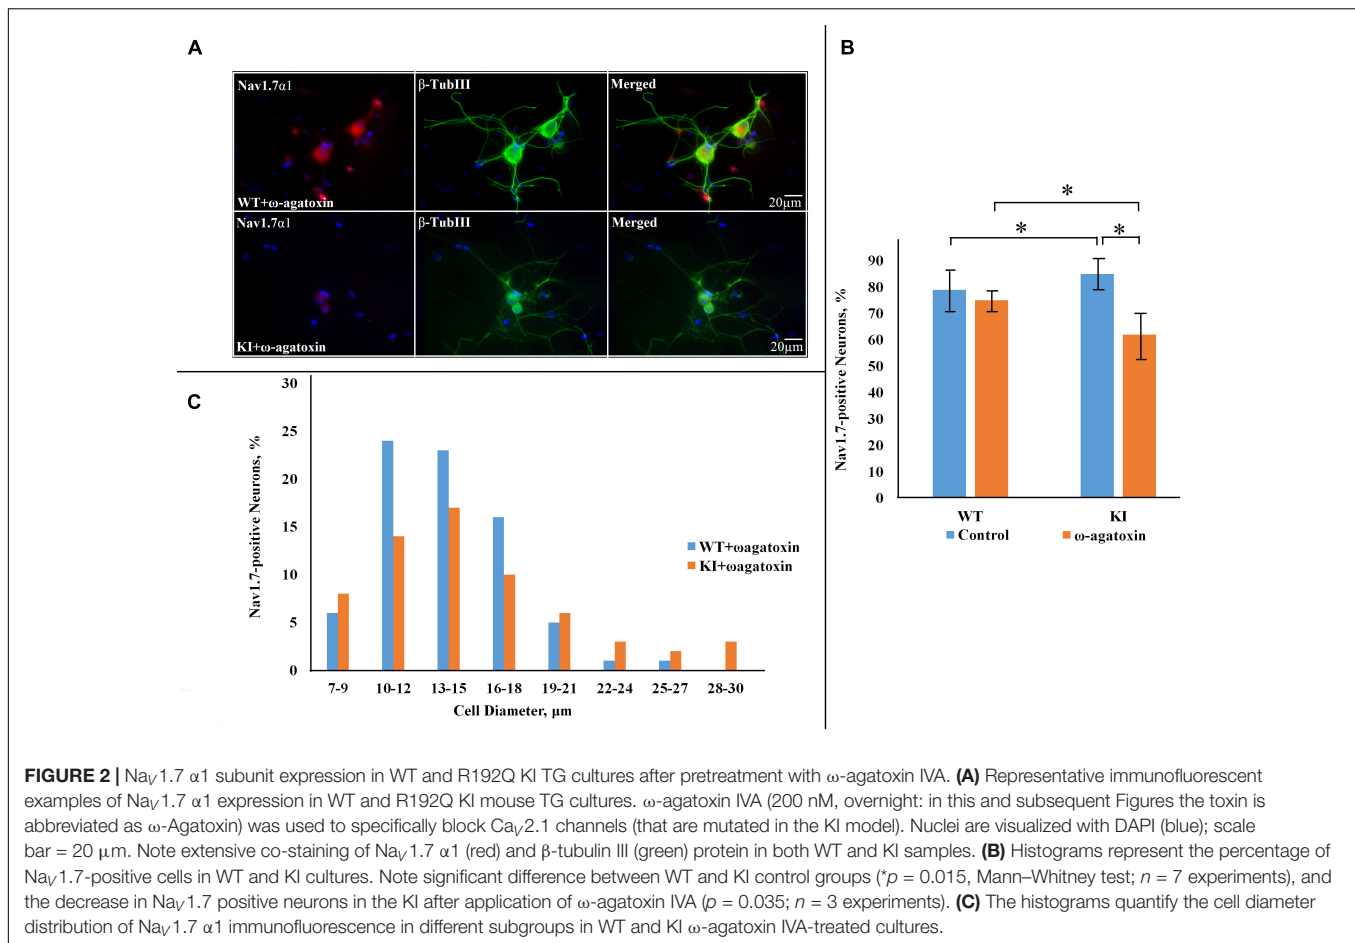 A
Nav1.7α1
β-TubIII
Merged
WT+ω-agatoxin
20µm
Nav1.7α1
β-TubIII
Merged
KI+ω-agatoxin
20µm
B
*
*
*
Nav1.7-positive Neurons, %
90
80
70
60
50
40
30
20
10
0
WT
KI
Control
ω-agatoxin
C
Nav1.7-positive Neurons, %
30
25
20
15
10
5
0
WT+ωagatoxin
KI+ωagatoxin
7-9 10-12 13-15 16-18 19-21 22-24 25-27 28-30
Cell Diameter, µm
FIGURE 2 | NaV1.7 α1 subunit expression in WT and R192Q KI TG cultures after pretreatment with ω-agatoxin IVA. (A) Representative immunofluorescent
examples of NaV1.7 α1 expression in WT and R192Q KI mouse TG cultures. ω-agatoxin IVA (200 nM, overnight: in this and subsequent Figures the toxin is
abbreviated as ω-Agatoxin) was used to specifically block CaV2.1 channels (that are mutated in the KI model). Nuclei are visualized with DAPI (blue); scale
bar = 20 µm. Note extensive co-staining of NaV1.7 α1 (red) and β-tubulin III (green) protein in both WT and KI samples. (B) Histograms represent the percentage of
NaV1.7-positive cells in WT and KI cultures. Note significant difference between WT and KI control groups (*p = 0.015, Mann–Whitney test; n = 7 experiments), and
the decrease in NaV1.7 positive neurons in the KI after application of ω-agatoxin IVA (p = 0.035; n = 3 experiments). (C) The histograms quantify the cell diameter
distribution of NaV1.7 α1 immunofluorescence in different subgroups in WT and KI ω-agatoxin IVA-treated cultures.